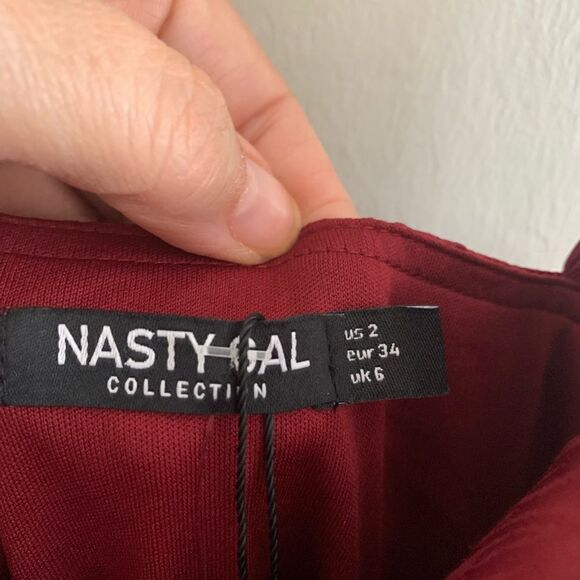 NASTY GAL
COLLECTION
us 2
eur 34
uk 6